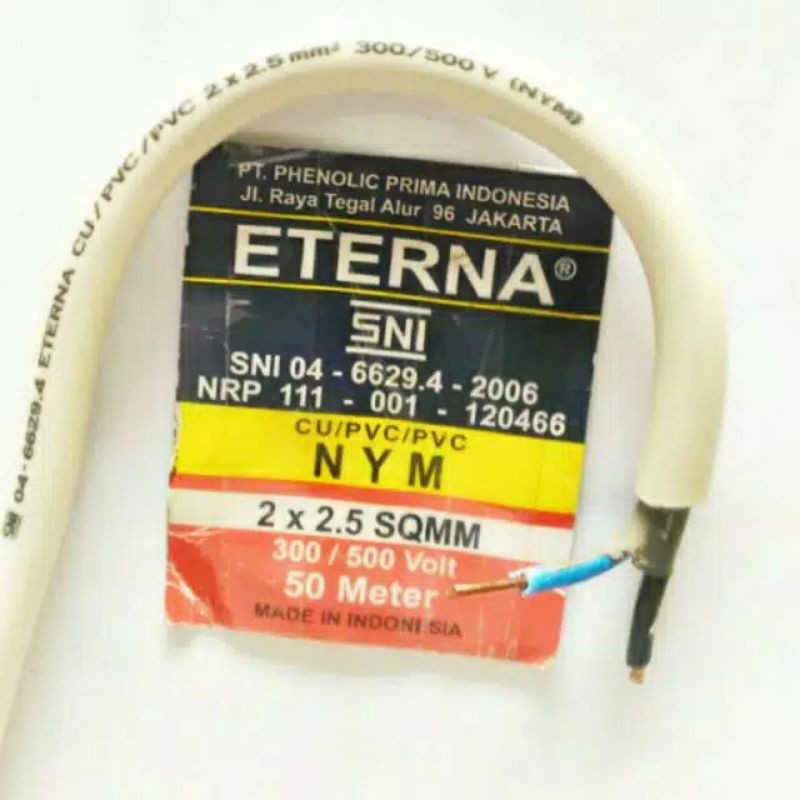 SNI 04-6629.4 ETERNA CU/PVC/PVC 2 x 2.5 mm² 300/500 V (NYM)
PT. PHENOLIC PRIMA INDONESIA
Jl. Raya Tegal Alur 96 JAKARTA
ETERNA®
SNI
SNI 04 - 6629.4 - 2006
NRP 111 - 001 - 120466
CU/PVC/PVC
NYM
2 x 2.5 SQMM
300 / 500 Volt
50 Meter
MADE IN INDONESIA